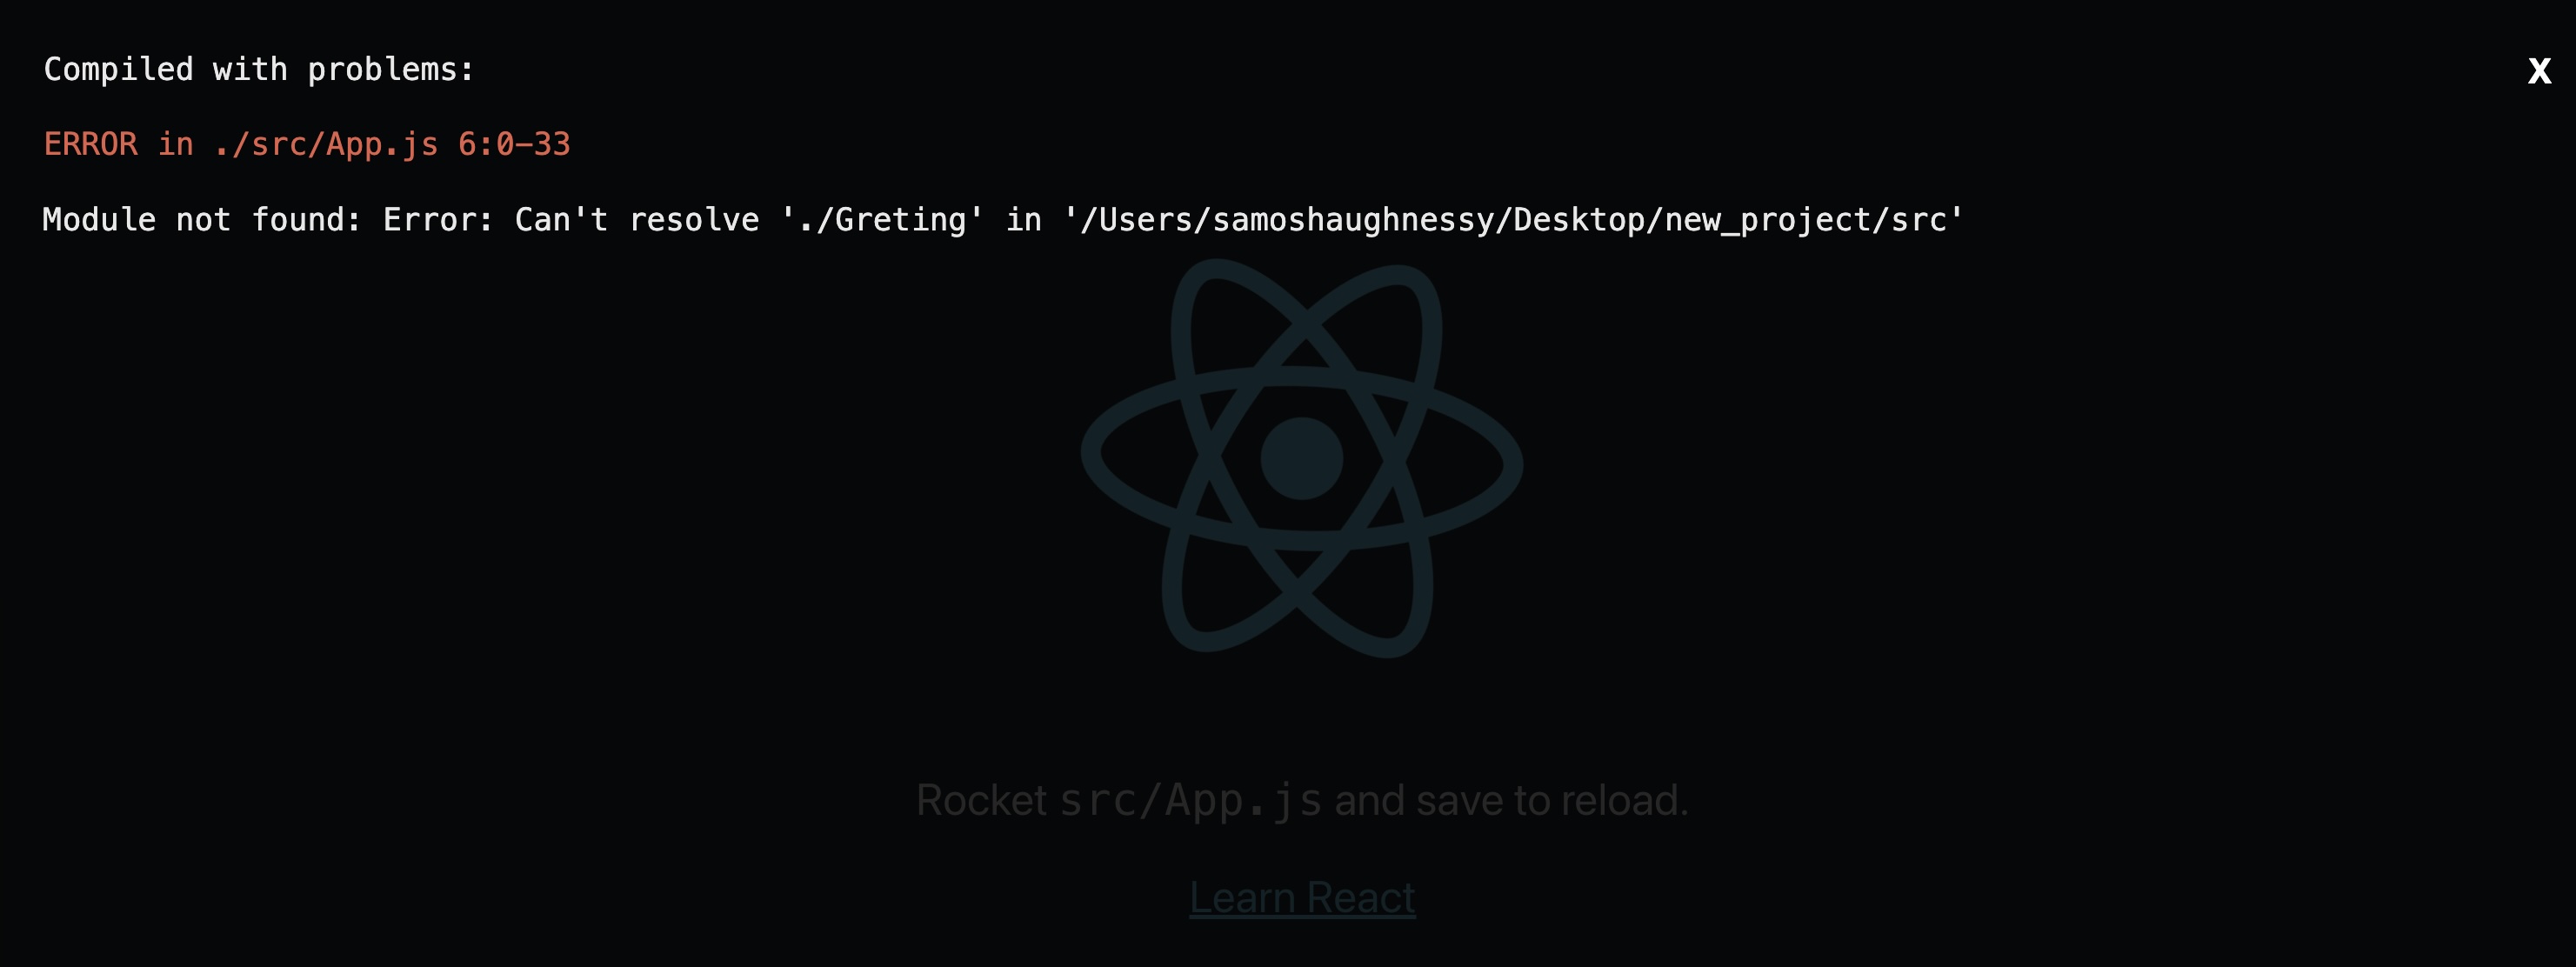 Compiled with problems:
X
ERROR in ./src/App.js 6:0–33
Module not found: Error: Can't resolve './Greting' in '/Users/samoshaughnessy/Desktop/new_project/src'
Rocket src/App.js and save to reload.
Learn React